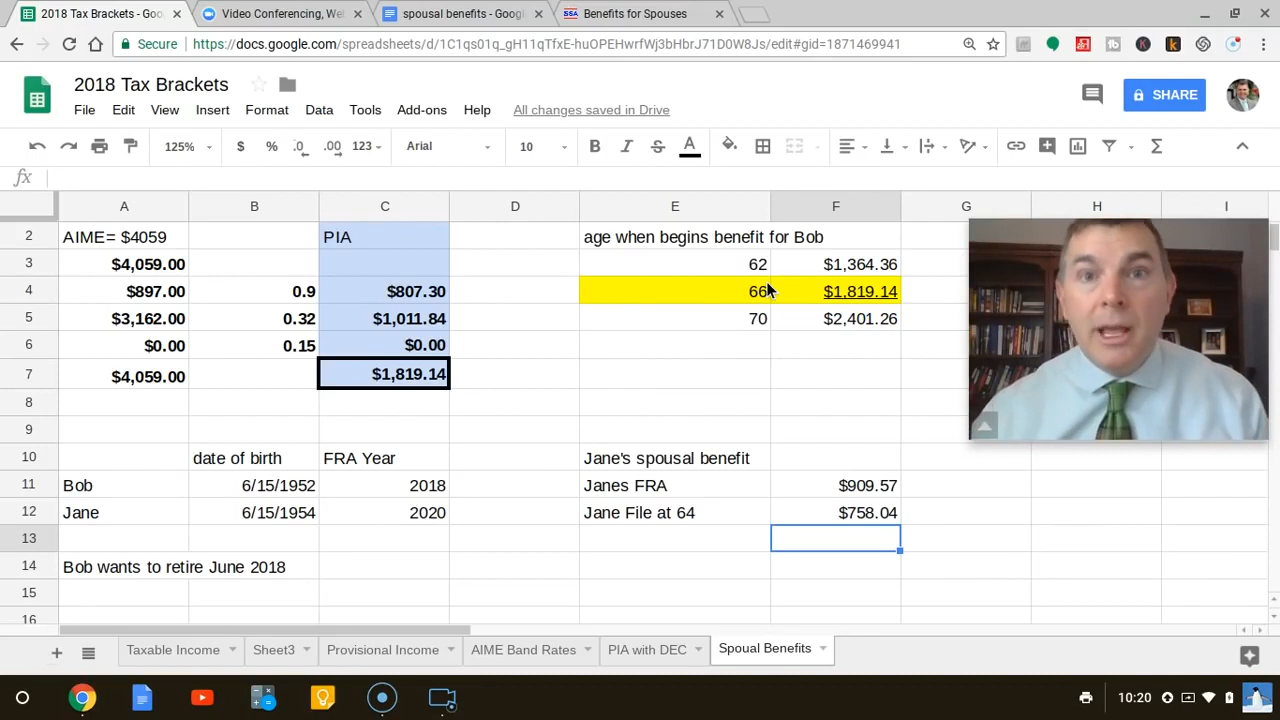 2018 Tax Brackets - Goo
Video Conferencing, We
spousal benefits - Googl
SSA Benefits for Spouses
Secure https://docs.google.com/spreadsheets/d/1C1qs01q_gH11qTfxE-huOPEHwrfWj3bHbrJ71D0W8Js/edit#gid=1871469941
2018 Tax Brackets
File Edit View Insert Format Data Tools Add-ons Help All changes saved in Drive
SHARE
125% $ % .0 .00 123 Arial 10 B I S A
fx
A B C D E F G H I
2 AIME= $4059 PIA age when begins benefit for Bob
3 $4,059.00 62 $1,364.36
4 $897.00 0.9 $807.30 66 $1,819.14
5 $3,162.00 0.32 $1,011.84 70 $2,401.26
6 $0.00 0.15 $0.00
7 $4,059.00 $1,819.14
8
9
10 date of birth FRA Year Jane's spousal benefit
11 Bob 6/15/1952 2018 Janes FRA $909.57
12 Jane 6/15/1954 2020 Jane File at 64 $758.04
13
14 Bob wants to retire June 2018
15
16
Taxable Income Sheet3 Provisional Income AIME Band Rates PIA with DEC Spoual Benefits
10:20